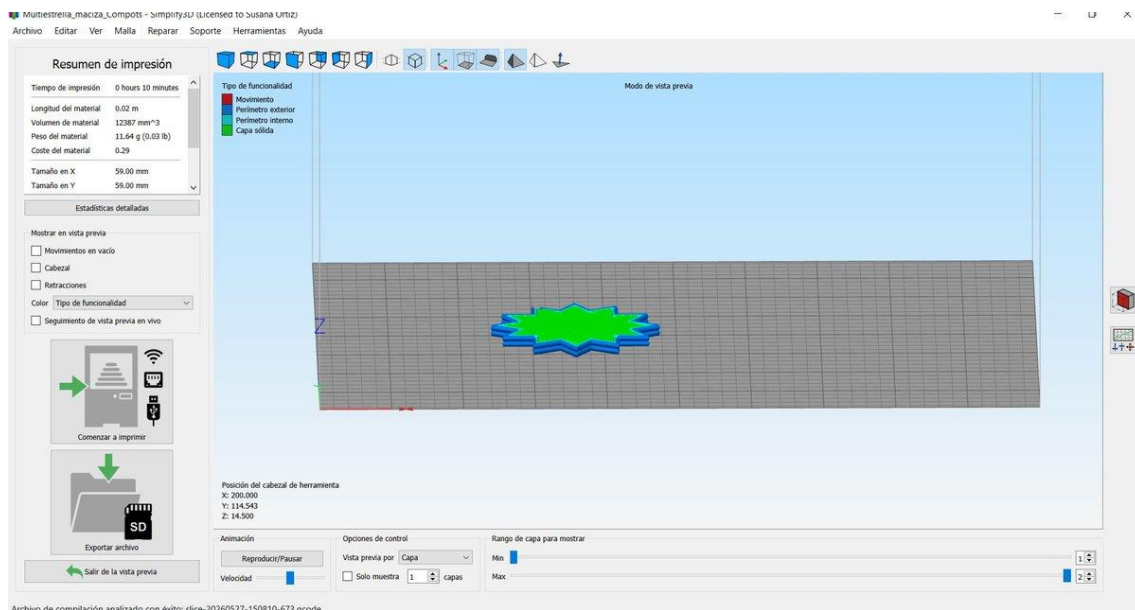 Multiestrella_maciza_Compots - Simplify3D (Licensed to Susana Ortiz)
Archivo Editar Ver Malla Reparar Soporte Herramientas Ayuda
Resumen de impresión
Tiempo de impresión 0 hours 10 minutes
Longitud del material 0.02 m
Volumen de material 12387 mm^3
Peso del material 11.64 g (0.03 lb)
Coste del material 0.29
Tamaño en X 59.00 mm
Tamaño en Y 59.00 mm
Estadísticas detalladas
Mostrar en vista previa
Movimientos en vacío
Cabezal
Retracciones
Color Tipo de funcionalidad
Seguimiento de vista previa en vivo
Comenzar a imprimir
SD
Exportar archivo
Salir de la vista previa
Tipo de funcionalidad
Movimiento
Perímetro exterior
Perímetro interno
Capa sólida
Modo de vista previa
Z
Posición del cabezal de herramienta
X: 200.000
Y: 114.543
Z: 14.500
Animación
Reproducir/Pausar
Velocidad
Opciones de control
Vista previa por Capa
Solo muestra 1 capas
Rango de capa para mostrar
Min 1
Max 2
Archivo de compilación analizado con éxito: slice-20260527-150810-673.gcode